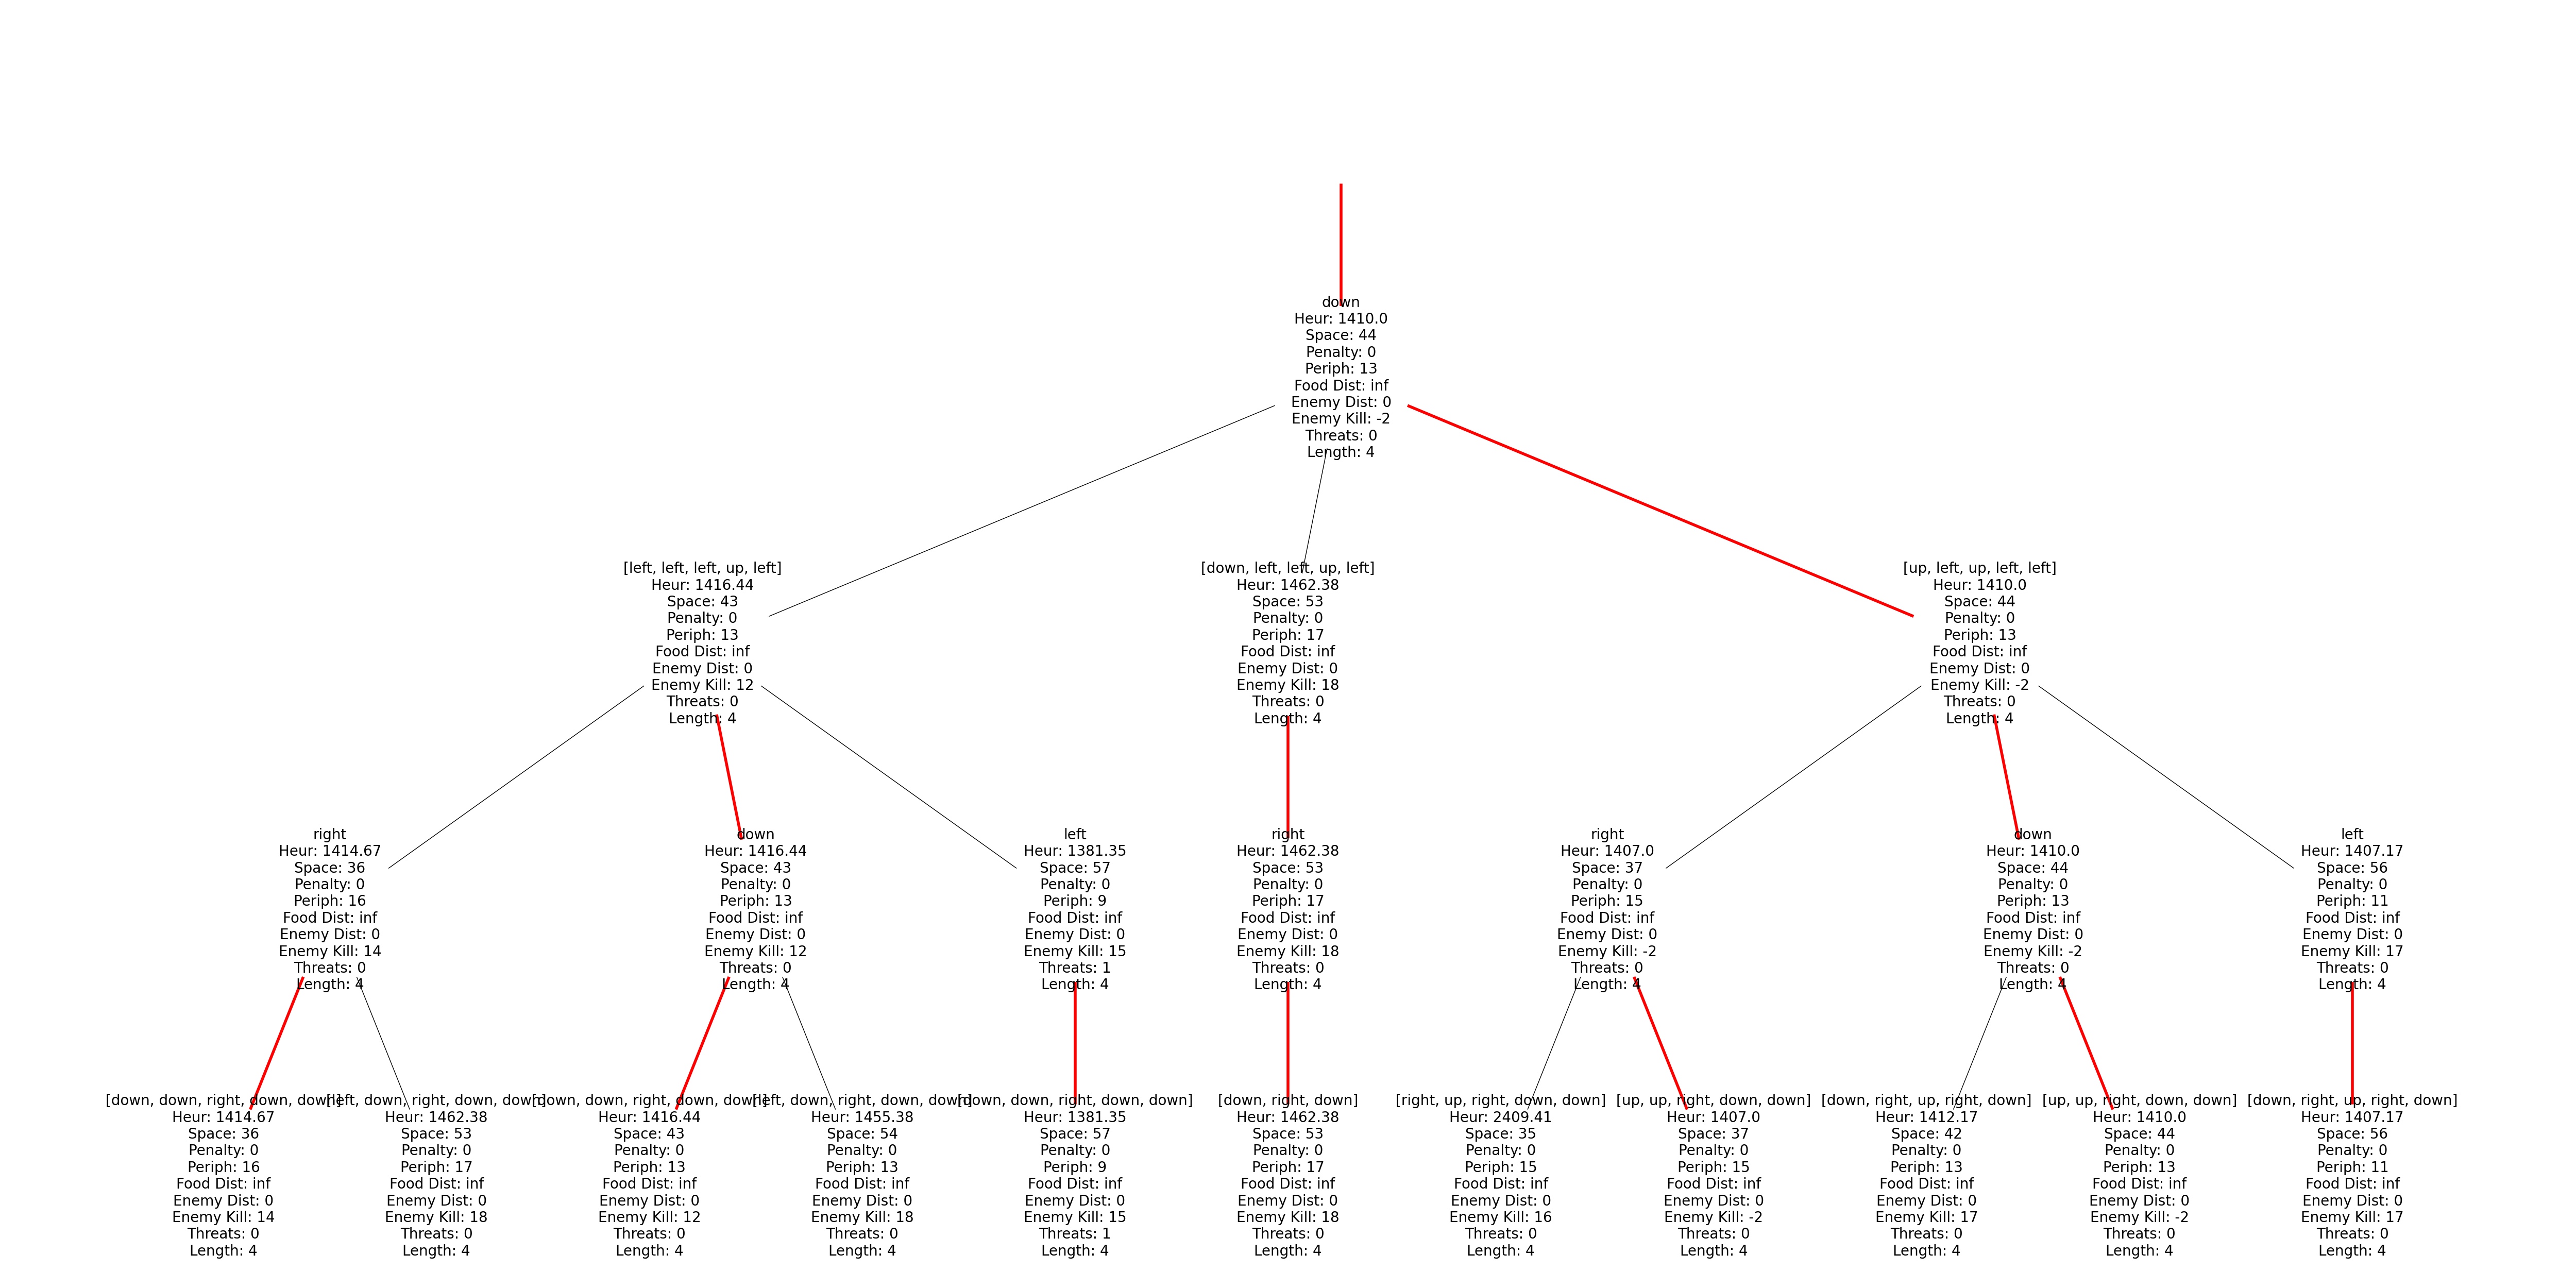 down
Heur: 1410.0
Space: 44
Penalty: 0
Periph: 13
Food Dist: inf
Enemy Dist: 0
Enemy Kill: -2
Threats: 0
Length: 4
[left, left, left, up, left]
Heur: 1416.44
Space: 43
Penalty: 0
Periph: 13
Food Dist: inf
Enemy Dist: 0
Enemy Kill: 12
Threats: 0
Length: 4
[down, left, left, up, left]
Heur: 1462.38
Space: 53
Penalty: 0
Periph: 17
Food Dist: inf
Enemy Dist: 0
Enemy Kill: 18
Threats: 0
Length: 4
[up, left, up, left, left]
Heur: 1410.0
Space: 44
Penalty: 0
Periph: 13
Food Dist: inf
Enemy Dist: 0
Enemy Kill: -2
Threats: 0
Length: 4
right
Heur: 1414.67
Space: 36
Penalty: 0
Periph: 16
Food Dist: inf
Enemy Dist: 0
Enemy Kill: 14
Threats: 0
Length: 4
down
Heur: 1416.44
Space: 43
Penalty: 0
Periph: 13
Food Dist: inf
Enemy Dist: 0
Enemy Kill: 12
Threats: 0
Length: 4
left
Heur: 1381.35
Space: 57
Penalty: 0
Periph: 9
Food Dist: inf
Enemy Dist: 0
Enemy Kill: 15
Threats: 1
Length: 4
right
Heur: 1462.38
Space: 53
Penalty: 0
Periph: 17
Food Dist: inf
Enemy Dist: 0
Enemy Kill: 18
Threats: 0
Length: 4
right
Heur: 1407.0
Space: 37
Penalty: 0
Periph: 15
Food Dist: inf
Enemy Dist: 0
Enemy Kill: -2
Threats: 0
Length: 4
down
Heur: 1410.0
Space: 44
Penalty: 0
Periph: 13
Food Dist: inf
Enemy Dist: 0
Enemy Kill: -2
Threats: 0
Length: 4
left
Heur: 1407.17
Space: 56
Penalty: 0
Periph: 11
Food Dist: inf
Enemy Dist: 0
Enemy Kill: 17
Threats: 0
Length: 4
[down, down, right, down, down]
Heur: 1414.67
Space: 36
Penalty: 0
Periph: 16
Food Dist: inf
Enemy Dist: 0
Enemy Kill: 14
Threats: 0
Length: 4
[left, down, right, down, down]
Heur: 1462.38
Space: 53
Penalty: 0
Periph: 17
Food Dist: inf
Enemy Dist: 0
Enemy Kill: 18
Threats: 0
Length: 4
[down, down, right, down, down]
Heur: 1416.44
Space: 43
Penalty: 0
Periph: 13
Food Dist: inf
Enemy Dist: 0
Enemy Kill: 12
Threats: 0
Length: 4
[left, down, right, down, down]
Heur: 1455.38
Space: 54
Penalty: 0
Periph: 13
Food Dist: inf
Enemy Dist: 0
Enemy Kill: 18
Threats: 0
Length: 4
[down, down, right, down, down]
Heur: 1381.35
Space: 57
Penalty: 0
Periph: 9
Food Dist: inf
Enemy Dist: 0
Enemy Kill: 15
Threats: 1
Length: 4
[down, right, down]
Heur: 1462.38
Space: 53
Penalty: 0
Periph: 17
Food Dist: inf
Enemy Dist: 0
Enemy Kill: 18
Threats: 0
Length: 4
[right, up, right, down, down]
Heur: 2409.41
Space: 35
Penalty: 0
Periph: 15
Food Dist: inf
Enemy Dist: 0
Enemy Kill: 16
Threats: 0
Length: 4
[up, up, right, down, down]
Heur: 1407.0
Space: 37
Penalty: 0
Periph: 15
Food Dist: inf
Enemy Dist: 0
Enemy Kill: -2
Threats: 0
Length: 4
[down, right, up, right, down]
Heur: 1412.17
Space: 42
Penalty: 0
Periph: 13
Food Dist: inf
Enemy Dist: 0
Enemy Kill: 17
Threats: 0
Length: 4
[up, up, right, down, down]
Heur: 1410.0
Space: 44
Penalty: 0
Periph: 13
Food Dist: inf
Enemy Dist: 0
Enemy Kill: -2
Threats: 0
Length: 4
[down, right, up, right, down]
Heur: 1407.17
Space: 56
Penalty: 0
Periph: 11
Food Dist: inf
Enemy Dist: 0
Enemy Kill: 17
Threats: 0
Length: 4